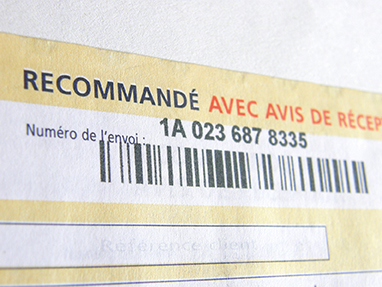 RECOMMANDÉ AVEC AVIS DE RÉCEP
Numéro de l'envoi : 1A 023 687 8335
Référence client